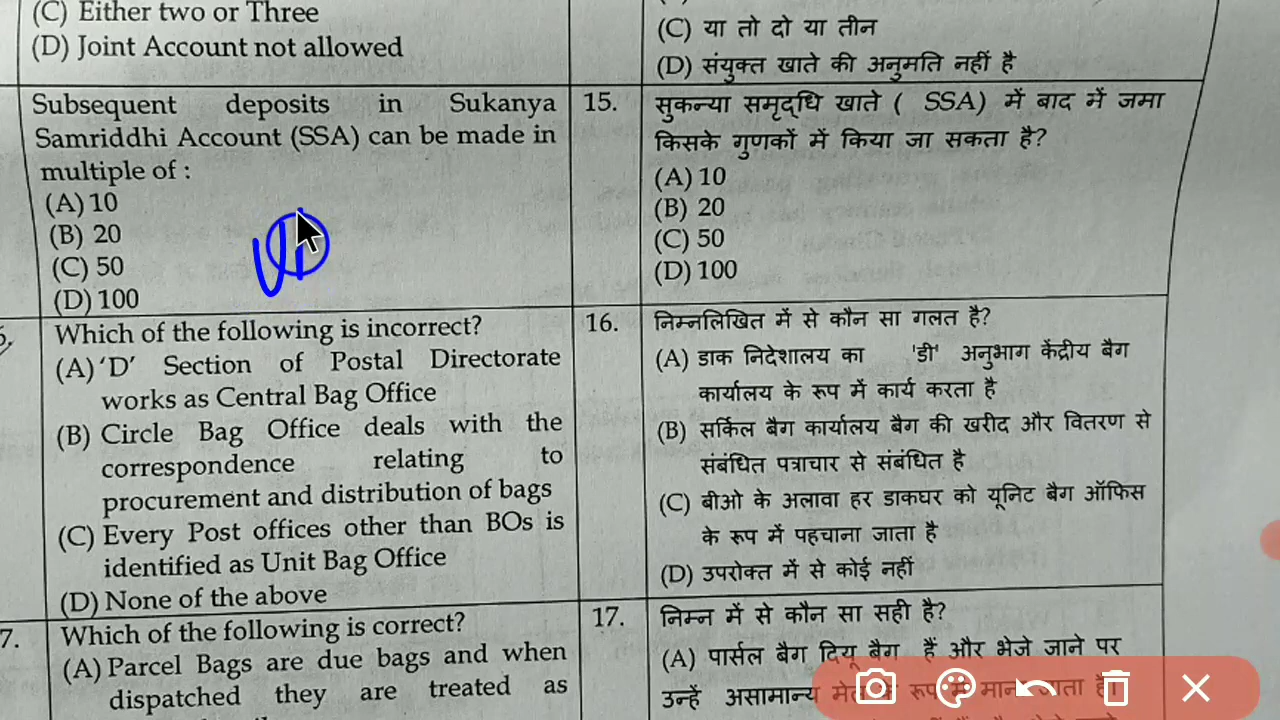 (C) Either two or Three
(D) Joint Account not allowed
Subsequent deposits in Sukanya
Samriddhi Account (SSA) can be made in
multiple of :
(A) 10
(B) 20
(C) 50
(D) 100
Which of the following is incorrect?
(A) ‘D’ Section of Postal Directorate
works as Central Bag Office
(B) Circle Bag Office deals with the
correspondence relating to
procurement and distribution of bags
(C) Every Post offices other than BOs is
identified as Unit Bag Office
(D) None of the above
7.
Which of the following is correct?
(A) Parcel Bags are due bags and when
dispatched they are treated as
(C) या तो दो या तीन
(D) संयुक्त खाते की अनुमति नहीं है
15.
सुकन्या समृद्धि खाते ( SSA) में बाद में जमा
किसके गुणकों में किया जा सकता है?
(A) 10
(B) 20
(C) 50
(D) 100
16.
निम्नलिखित में से कौन सा गलत है?
(A) डाक निदेशालय का 'डी' अनुभाग केंद्रीय बैग
कार्यालय के रूप में कार्य करता है
(B) सर्किल बैग कार्यालय बैग की खरीद और वितरण से
संबंधित पत्राचार से संबंधित है
(C) बीओ के अलावा हर डाकघर को यूनिट बैग ऑफिस
के रूप में पहचाना जाता है
(D) उपरोक्त में से कोई नहीं
17.
निम्न में से कौन सा सही है?
(A) पार्सल बैग दियू बैग हैं और भेजे जाने पर
उन्हें असामान्य रूप में माना जाता है।